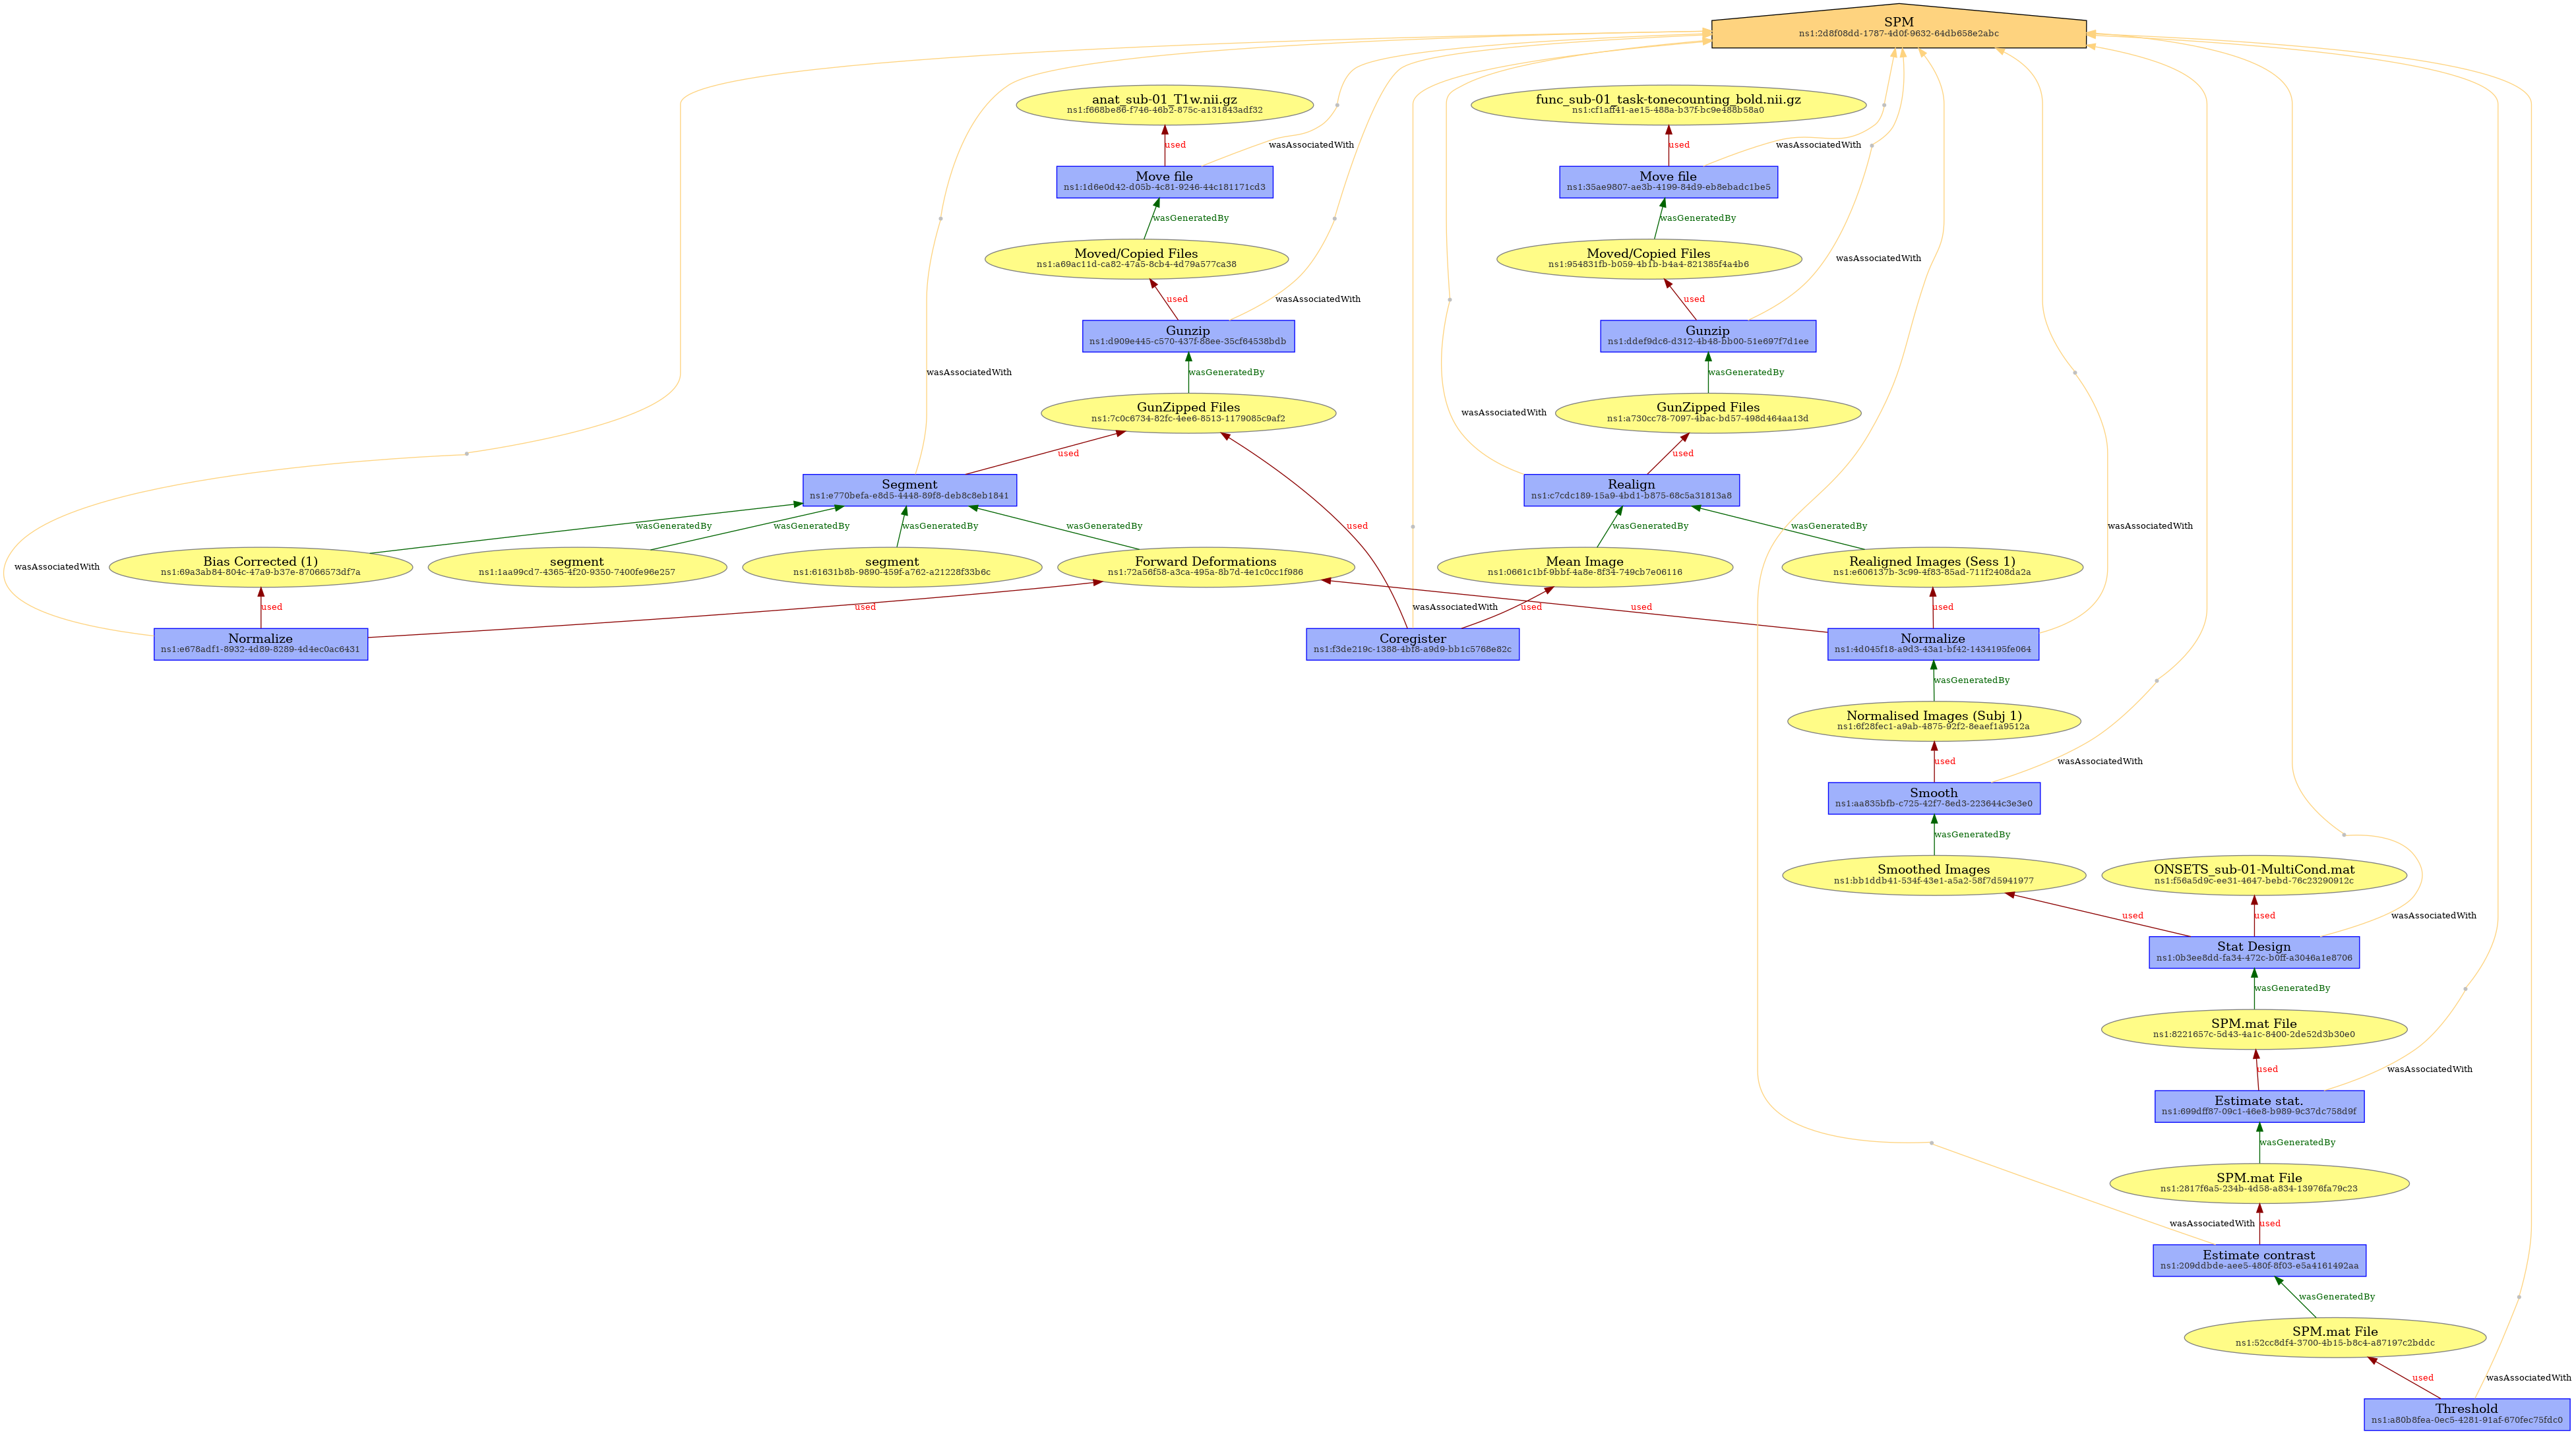 SPM
ns1:2d8f08dd-1787-4d0f-9632-64db658e2abc
anat_sub-01_T1w.nii.gz
ns1:f668be86-f746-46b2-875c-a131843adf32
func_sub-01_task-tonecounting_bold.nii.gz
ns1:cf1aff41-ae15-488a-b37f-bc9e488b58a0
used
wasAssociatedWith
used
wasAssociatedWith
Move file
ns1:1d6e0d42-d05b-4c81-9246-44c181171cd3
Move file
ns1:35ae9807-ae3b-4199-84d9-eb8ebadc1be5
wasGeneratedBy
wasGeneratedBy
Moved/Copied Files
ns1:a69ac11d-ca82-47a5-8cb4-4d79a577ca38
Moved/Copied Files
ns1:954831fb-b059-4b1b-b4a4-821385f4a4b6
wasAssociatedWith
used
wasAssociatedWith
used
Gunzip
ns1:d909e445-c570-437f-88ee-35cf64538bdb
Gunzip
ns1:ddef9dc6-d312-4b48-bb00-51e697f7d1ee
wasAssociatedWith
wasGeneratedBy
wasGeneratedBy
GunZipped Files
ns1:7c0c6734-82fc-4ee6-8513-1179085c9af2
wasAssociatedWith
GunZipped Files
ns1:a730cc78-7097-4bac-bd57-498d464aa13d
used
used
Segment
ns1:e770befa-e8d5-4448-89f8-deb8c8eb1841
Realign
ns1:c7cdc189-15a9-4bd1-b875-68c5a31813a8
wasGeneratedBy
wasGeneratedBy
wasGeneratedBy
wasGeneratedBy
used
wasGeneratedBy
wasGeneratedBy
wasAssociatedWith
wasAssociatedWith
Bias Corrected (1)
ns1:69a3ab84-804c-47a9-b37e-87066573df7a
segment
ns1:1aa99cd7-4365-4f20-9350-7400fe96e257
segment
ns1:61631b8b-9890-459f-a762-a21228f33b6c
Forward Deformations
ns1:72a56f58-a3ca-495a-8b7d-4e1c0cc1f986
Mean Image
ns1:0661c1bf-9bbf-4a8e-8f34-749cb7e06116
Realigned Images (Sess 1)
ns1:e606137b-3c99-4f83-85ad-711f2408da2a
used
used
wasAssociatedWith
used
used
used
Normalize
ns1:e678adf1-8932-4d89-8289-4d4ec0ac6431
Coregister
ns1:f3de219c-1388-4bf8-a9d9-bb1c5768e82c
Normalize
ns1:4d045f18-a9d3-43a1-bf42-1434195fe064
wasGeneratedBy
Normalised Images (Subj 1)
ns1:6f28fec1-a9ab-4875-92f2-8eaef1a9512a
used
wasAssociatedWith
Smooth
ns1:aa835bfb-c725-42f7-8ed3-223644c3e3e0
wasGeneratedBy
Smoothed Images
ns1:bb1ddb41-534f-43e1-a5a2-58f7d5941977
ONSETS_sub-01-MultiCond.mat
ns1:f56a5d9c-ee31-4647-bebd-76c23290912c
used
used
wasAssociatedWith
Stat Design
ns1:0b3ee8dd-fa34-472c-b0ff-a3046a1e8706
wasGeneratedBy
SPM.mat File
ns1:8221657c-5d43-4a1c-8400-2de52d3b30e0
used
wasAssociatedWith
Estimate stat.
ns1:699dff87-09c1-46e8-b989-9c37dc758d9f
wasGeneratedBy
SPM.mat File
ns1:2817f6a5-234b-4d58-a834-13976fa79c23
wasAssociatedWith
used
Estimate contrast
ns1:209ddbde-aee5-480f-8f03-e5a4161492aa
wasGeneratedBy
SPM.mat File
ns1:52cc8df4-3700-4b15-b8c4-a87197c2bddc
used
wasAssociatedWith
Threshold
ns1:a80b8fea-0ec5-4281-91af-670fec75fdc0